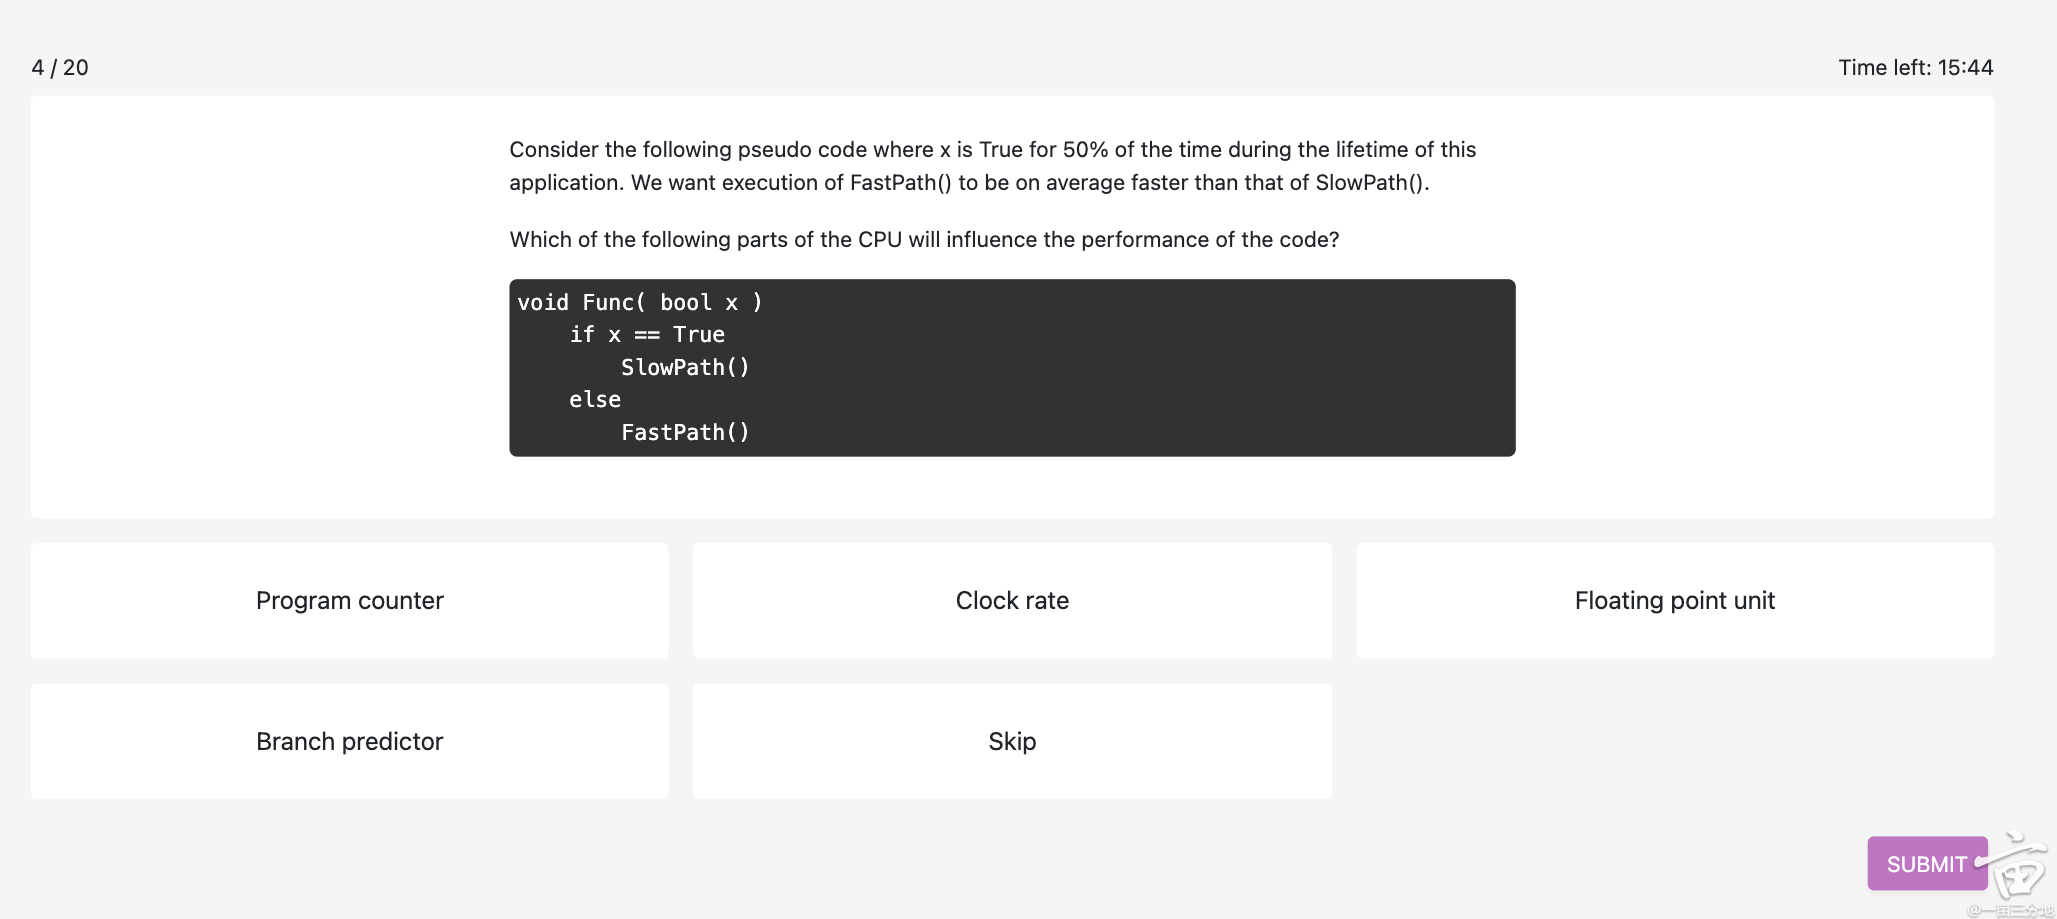 4 / 20
Time left: 15:44
Consider the following pseudo code where x is True for 50% of the time during the lifetime of this
application. We want execution of FastPath() to be on average faster than that of SlowPath().
Which of the following parts of the CPU will influence the performance of the code?
void Func( bool x )
    if x == True
        SlowPath()
    else
        FastPath()
Program counter
Clock rate
Floating point unit
Branch predictor
Skip
SUBMIT
@一亩三分地